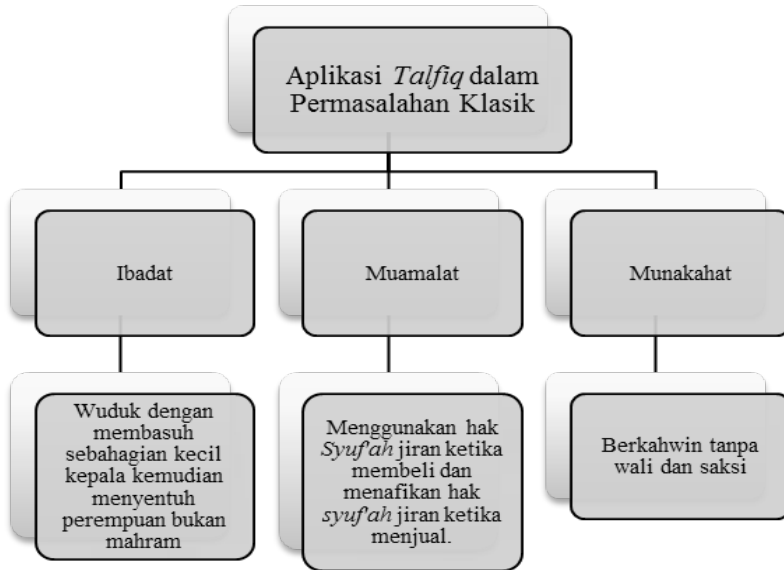 Aplikasi Talfiq dalam
Permasalahan Klasik
Ibadat
Muamalat
Munakahat
Wuduk dengan
membasuh
sebahagian kecil
kepala kemudian
menyentuh
perempuan bukan
mahram
Menggunakan hak
Syuf'ah jiran ketika
membeli dan
menafikan hak
syuf'ah jiran ketika
menjual.
Berkahwin tanpa
wali dan saksi